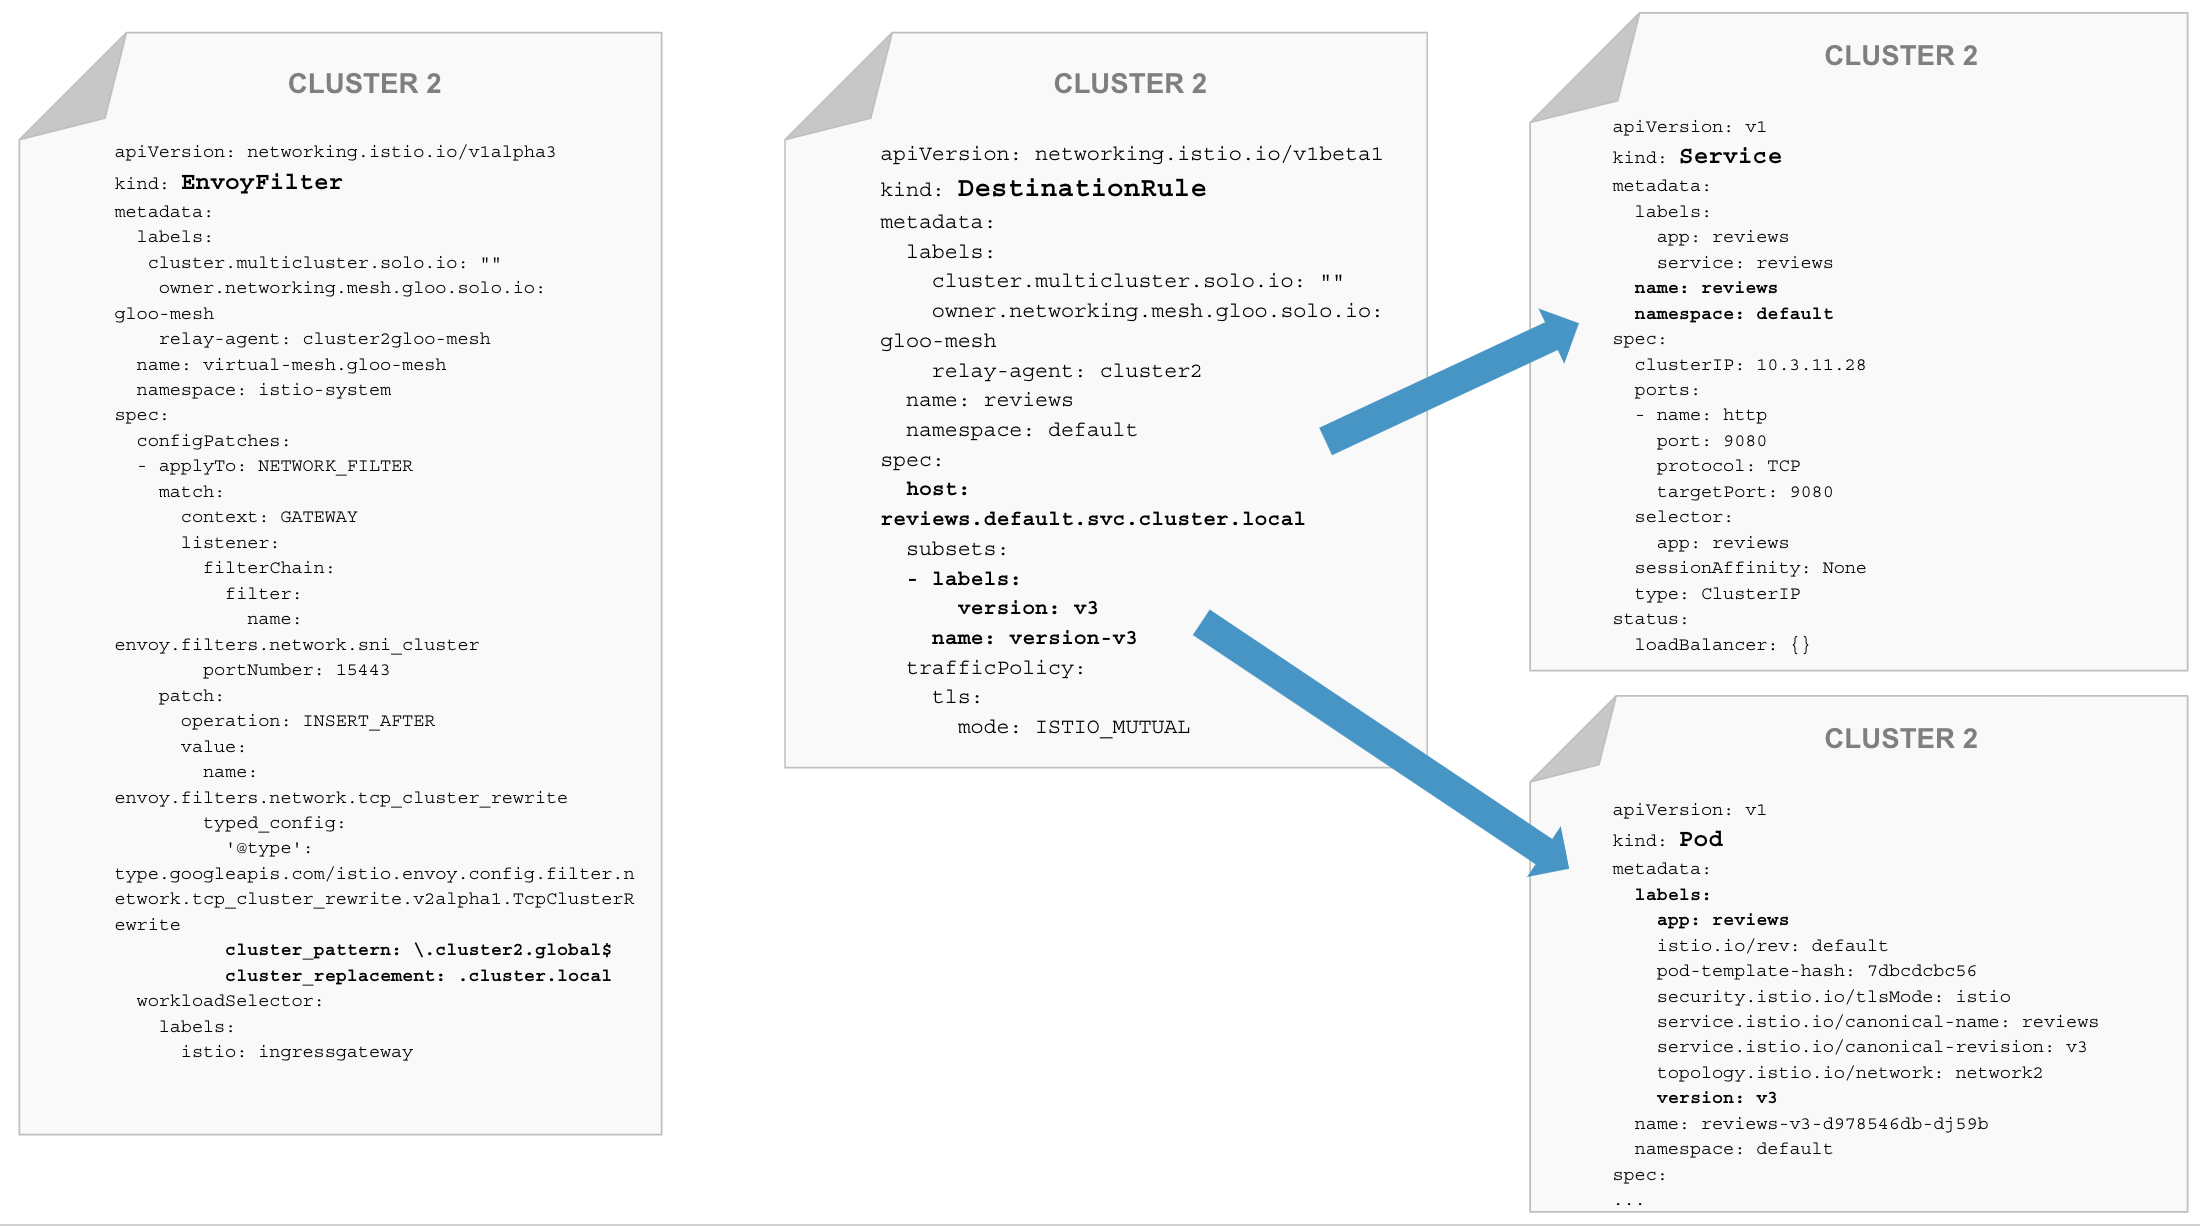 CLUSTER 2
apiVersion: networking.istio.io/v1alpha3
kind: EnvoyFilter
metadata:
  labels:
   cluster.multicluster.solo.io: ""
    owner.networking.mesh.gloo.solo.io:
gloo-mesh
    relay-agent: cluster2gloo-mesh
  name: virtual-mesh.gloo-mesh
  namespace: istio-system
spec:
  configPatches:
  - applyTo: NETWORK_FILTER
    match:
      context: GATEWAY
      listener:
        filterChain:
          filter:
            name:
envoy.filters.network.sni_cluster
        portNumber: 15443
    patch:
      operation: INSERT_AFTER
      value:
        name:
envoy.filters.network.tcp_cluster_rewrite
        typed_config:
          '@type':
type.googleapis.com/istio.envoy.config.filter.n
etwork.tcp_cluster_rewrite.v2alpha1.TcpClusterR
ewrite
          cluster_pattern: \.cluster2.global$
          cluster_replacement: .cluster.local
  workloadSelector:
    labels:
      istio: ingressgateway
CLUSTER 2
apiVersion: networking.istio.io/v1beta1
kind: DestinationRule
metadata:
  labels:
    cluster.multicluster.solo.io: ""
    owner.networking.mesh.gloo.solo.io:
gloo-mesh
    relay-agent: cluster2
  name: reviews
  namespace: default
spec:
  host:
reviews.default.svc.cluster.local
  subsets:
  - labels:
      version: v3
    name: version-v3
  trafficPolicy:
    tls:
      mode: ISTIO_MUTUAL
CLUSTER 2
apiVersion: v1
kind: Service
metadata:
  labels:
    app: reviews
    service: reviews
  name: reviews
  namespace: default
spec:
  clusterIP: 10.3.11.28
  ports:
  - name: http
    port: 9080
    protocol: TCP
    targetPort: 9080
  selector:
    app: reviews
  sessionAffinity: None
  type: ClusterIP
status:
  loadBalancer: {}
CLUSTER 2
apiVersion: v1
kind: Pod
metadata:
  labels:
    app: reviews
    istio.io/rev: default
    pod-template-hash: 7dbcdcbc56
    security.istio.io/tlsMode: istio
    service.istio.io/canonical-name: reviews
    service.istio.io/canonical-revision: v3
    topology.istio.io/network: network2
    version: v3
  name: reviews-v3-d978546db-dj59b
  namespace: default
spec:
...